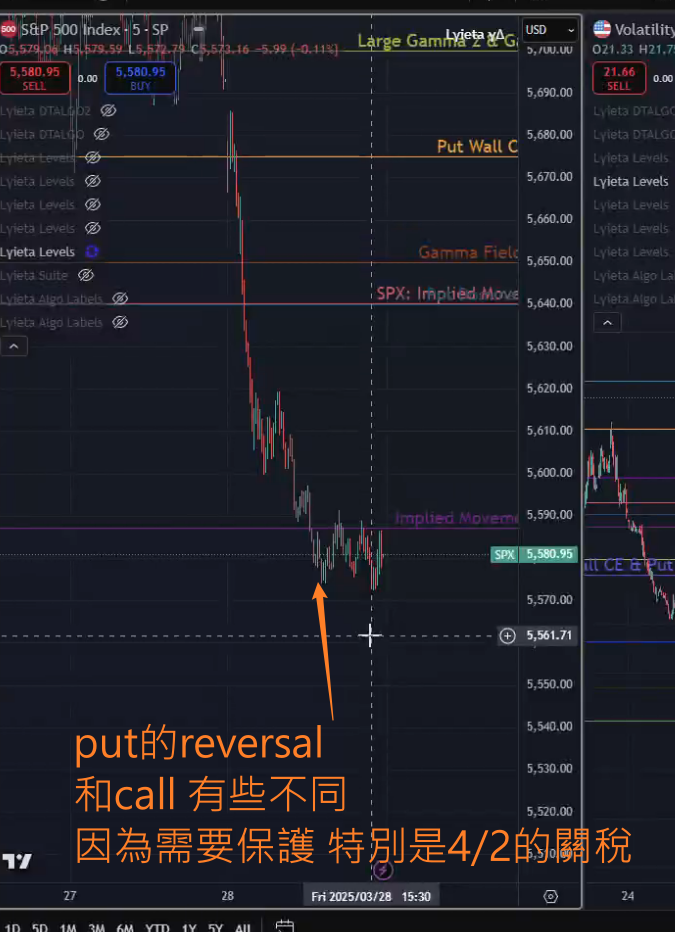 500 S&P 500 Index · 5 · SP
O5,579.06 H5,579.59 L5,572.79 C5,573.16 −5.99 (−0.11%)
5,580.95
SELL
0.00
5,580.95
BUY
Lyieta DTALGO2
Lyieta DTALGO
Lyieta Levels
Lyieta Levels
Lyieta Levels
Lyieta Levels
Lyieta Levels
Lyieta Suite
Lyieta Algo Labels
Lyieta Algo Labels
Large Gamma 2 & Ga
Lyieta
USD
Put Wall C
Gamma Field
SPX: Implied Move
Implied Moveme
5,700.00
5,690.00
5,680.00
5,670.00
5,660.00
5,650.00
5,640.00
5,630.00
5,620.00
5,610.00
5,600.00
5,590.00
SPX 5,580.95
5,570.00
5,561.71
5,550.00
5,540.00
5,530.00
5,520.00
5,510.00
put的reversal
和call 有些不同
因為需要保護 特別是4/2的關稅
27
28
Fri 2025/03/28 15:30
1D 5D 1M 3M 6M YTD 1Y 5Y All
Volatility
O21.33 H21.75
21.66
SELL
0.00
Lyieta DTALGO
Lyieta DTALGO
Lyieta Levels
Lyieta Levels
Lyieta Levels
Lyieta Levels
Lyieta Levels
Lyieta Suite
Lyieta Algo La
Lyieta Algo La
all CE & Put
24